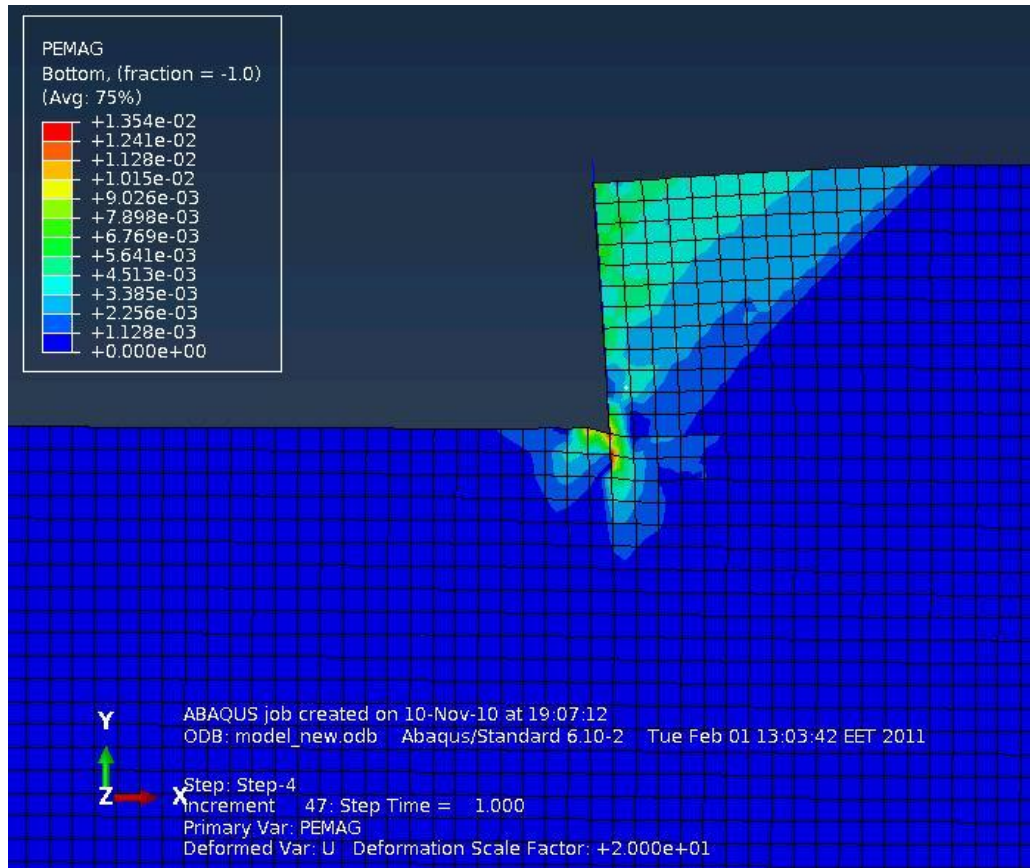 PEMAG
Bottom, (fraction = -1.0)
(Avg: 75%)
+1.354e-02
+1.241e-02
+1.128e-02
+1.015e-02
+9.026e-03
+7.898e-03
+6.769e-03
+5.641e-03
+4.513e-03
+3.385e-03
+2.256e-03
+1.128e-03
+0.000e+00
Y
Z
X
ABAQUS job created on 10-Nov-10 at 19:07:12
ODB: model_new.odb Abaqus/Standard 6.10-2 Tue Feb 01 13:03:42 EET 2011
Step: Step-4
Increment 47: Step Time = 1.000
Primary Var: PEMAG
Deformed Var: U Deformation Scale Factor: +2.000e+01